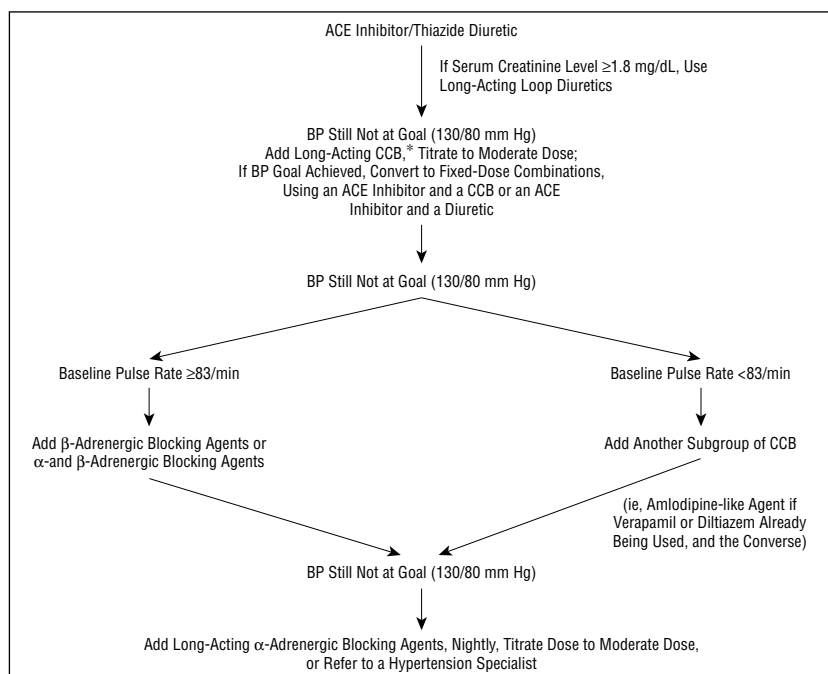 ACE Inhibitor/Thiazide Diuretic
If Serum Creatinine Level ≥1.8 mg/dL, Use
Long-Acting Loop Diuretics
BP Still Not at Goal (130/80 mm Hg)
Add Long-Acting CCB,* Titrate to Moderate Dose;
If BP Goal Achieved, Convert to Fixed-Dose Combinations,
Using an ACE Inhibitor and a CCB or an ACE
Inhibitor and a Diuretic
BP Still Not at Goal (130/80 mm Hg)
Baseline Pulse Rate ≥83/min
Add β-Adrenergic Blocking Agents or
α-and β-Adrenergic Blocking Agents
Baseline Pulse Rate <83/min
Add Another Subgroup of CCB
(ie, Amlodipine-like Agent if
Verapamil or Diltiazem Already
Being Used, and the Converse)
BP Still Not at Goal (130/80 mm Hg)
Add Long-Acting α-Adrenergic Blocking Agents, Nightly, Titrate Dose to Moderate Dose,
or Refer to a Hypertension Specialist